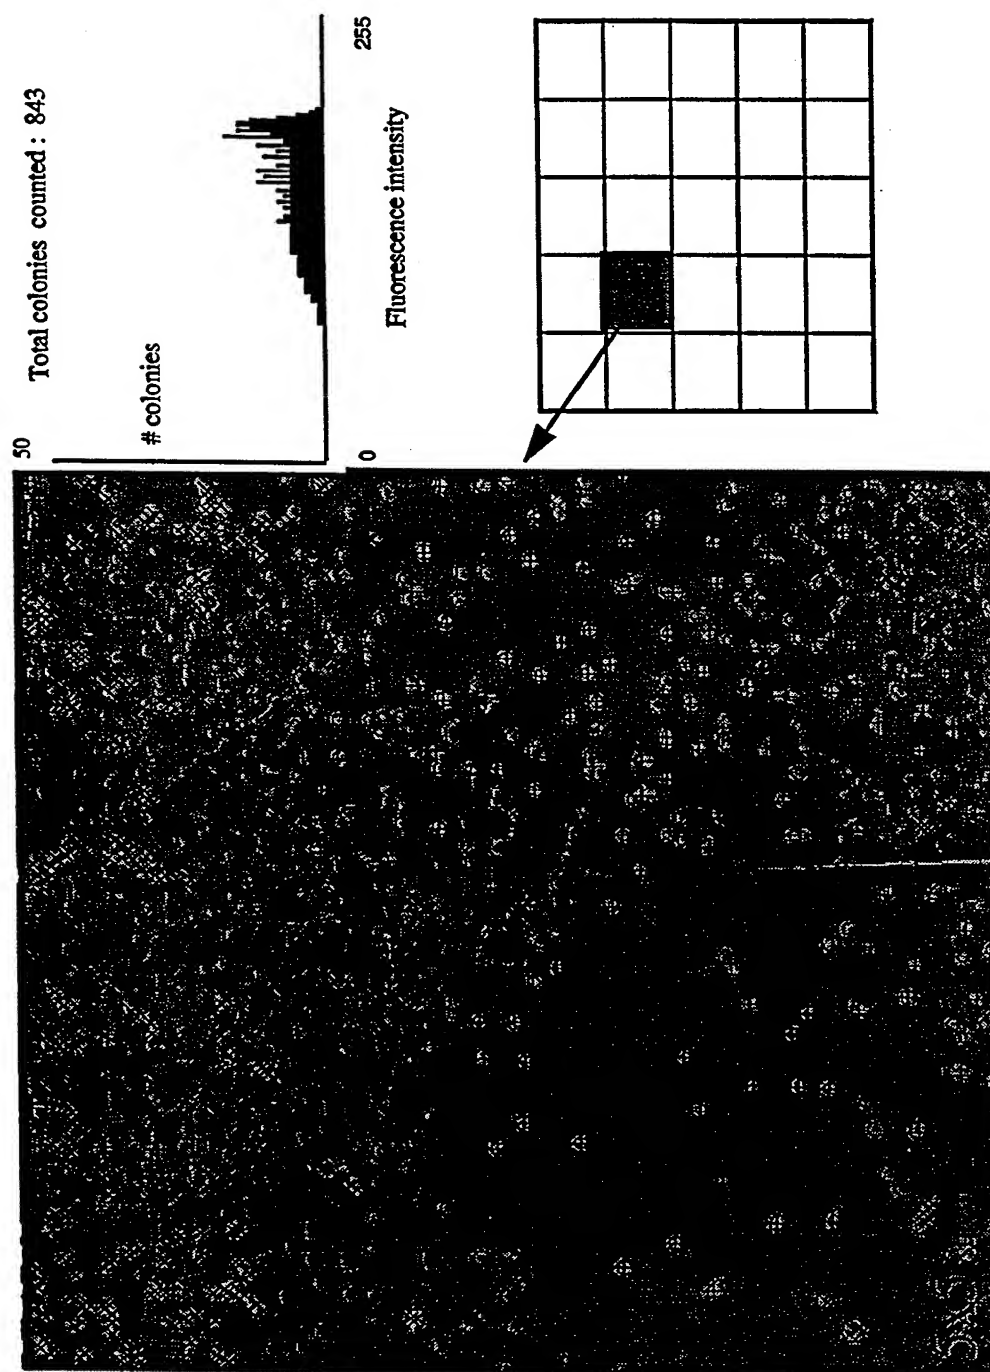 Total colonies counted : 843
50
# colonies
0
255
Fluorescence intensity